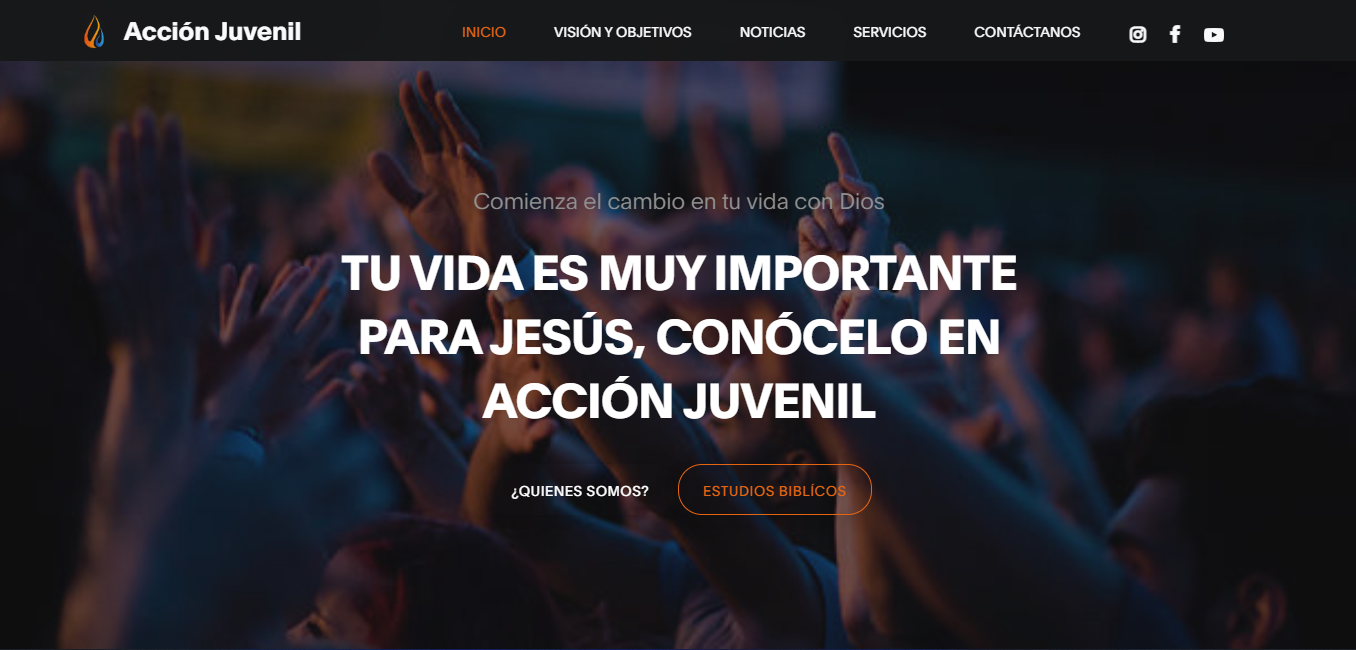 Acción Juvenil
INICIO
VISIÓN Y OBJETIVOS
NOTICIAS
SERVICIOS
CONTÁCTANOS
Comienza el cambio en tu vida con Dios
TU VIDA ES MUY IMPORTANTE
PARA JESÚS, CONÓCELO EN
ACCIÓN JUVENIL
¿QUIENES SOMOS?
ESTUDIOS BIBLÍCOS